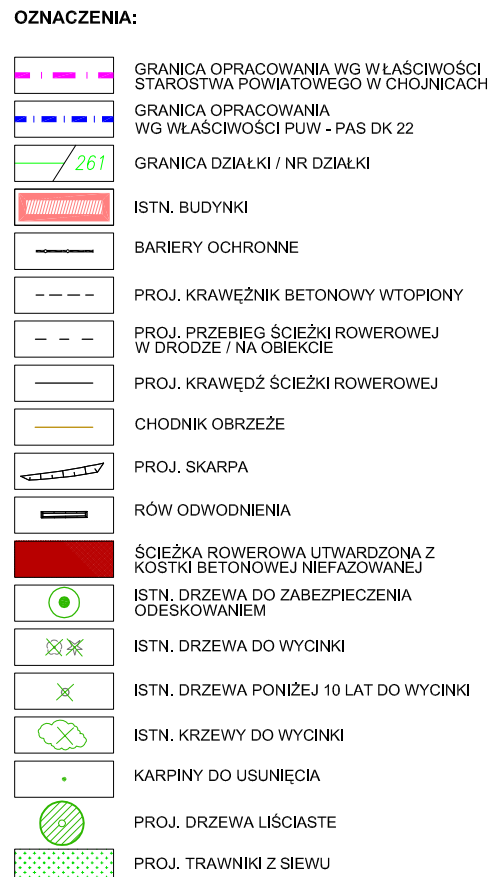 OZNACZENIA:
GRANICA OPRACOWANIA WG WŁAŚCIWOŚCI
STAROSTWA POWIATOWEGO W CHOJNICACH
GRANICA OPRACOWANIA
WG WŁAŚCIWOŚCI PUW - PAS DK 22
261
GRANICA DZIAŁKI / NR DZIAŁKI
ISTN. BUDYNKI
BARIERY OCHRONNE
PROJ. KRAWĘŻNIK BETONOWY WTOPIONY
PROJ. PRZEBIEG ŚCIEŻKI ROWEROWEJ
W DRODZE / NA OBIEKCIE
PROJ. KRAWĘDŹ ŚCIEŻKI ROWEROWEJ
CHODNIK OBRZEŻE
PROJ. SKARPA
RÓW ODWODNIENIA
ŚCIEŻKA ROWEROWA UTWARDZONA Z
KOSTKI BETONOWEJ NIEFAZOWANEJ
ISTN. DRZEWA DO ZABEZPIECZENIA
ODESKOWANIEM
ISTN. DRZEWA DO WYCINKI
ISTN. DRZEWA PONIŻEJ 10 LAT DO WYCINKI
ISTN. KRZEWY DO WYCINKI
KARPINY DO USUNIĘCIA
PROJ. DRZEWA LIŚCIASTE
PROJ. TRAWNIKI Z SIEWU